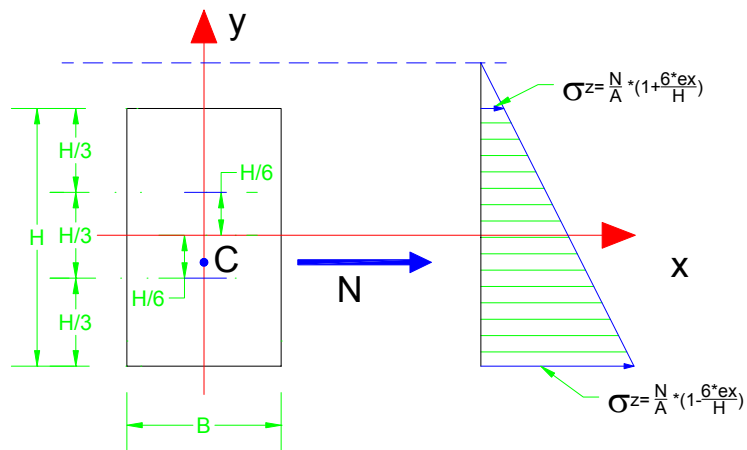 y
σz=N/A*(1+6*ex/H)
H/3
H/6
H
H/3
C
x
N
H/6
H/3
σz=N/A*(1-6*ex/H)
B